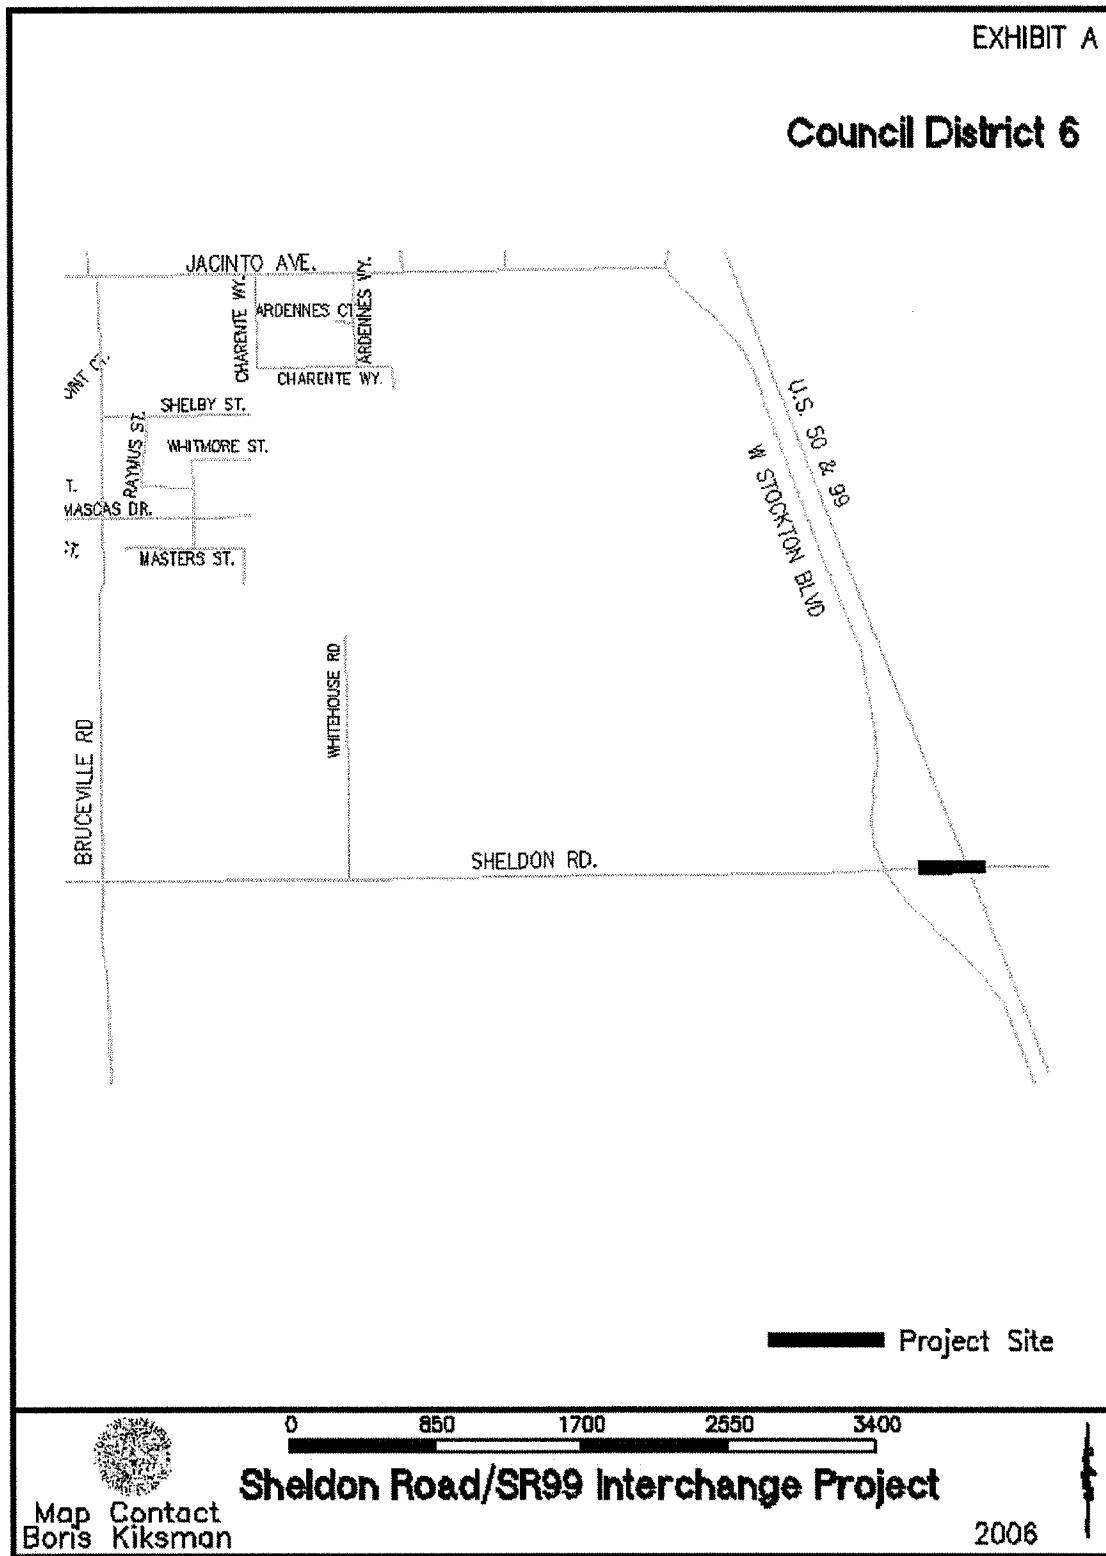 EXHIBIT A
Council District 6
JACINTO AVE.
CHARENTE WY.
ARDENNES CT
ARDENNES WY.
CHARENTE WY.
SHELBY ST.
RAYMUS ST.
WHITMORE ST.
T.
MASCAS DR.
MASTERS ST.
U.S. 50 & 99
W STOCKTON BLVD
WHITEHOUSE RD
BRUCEVILLE RD
SHELDON RD.
Project Site
0 850 1700 2550 3400
Sheldon Road/SR99 Interchange Project
Map Contact
Boris Kiksman
2006